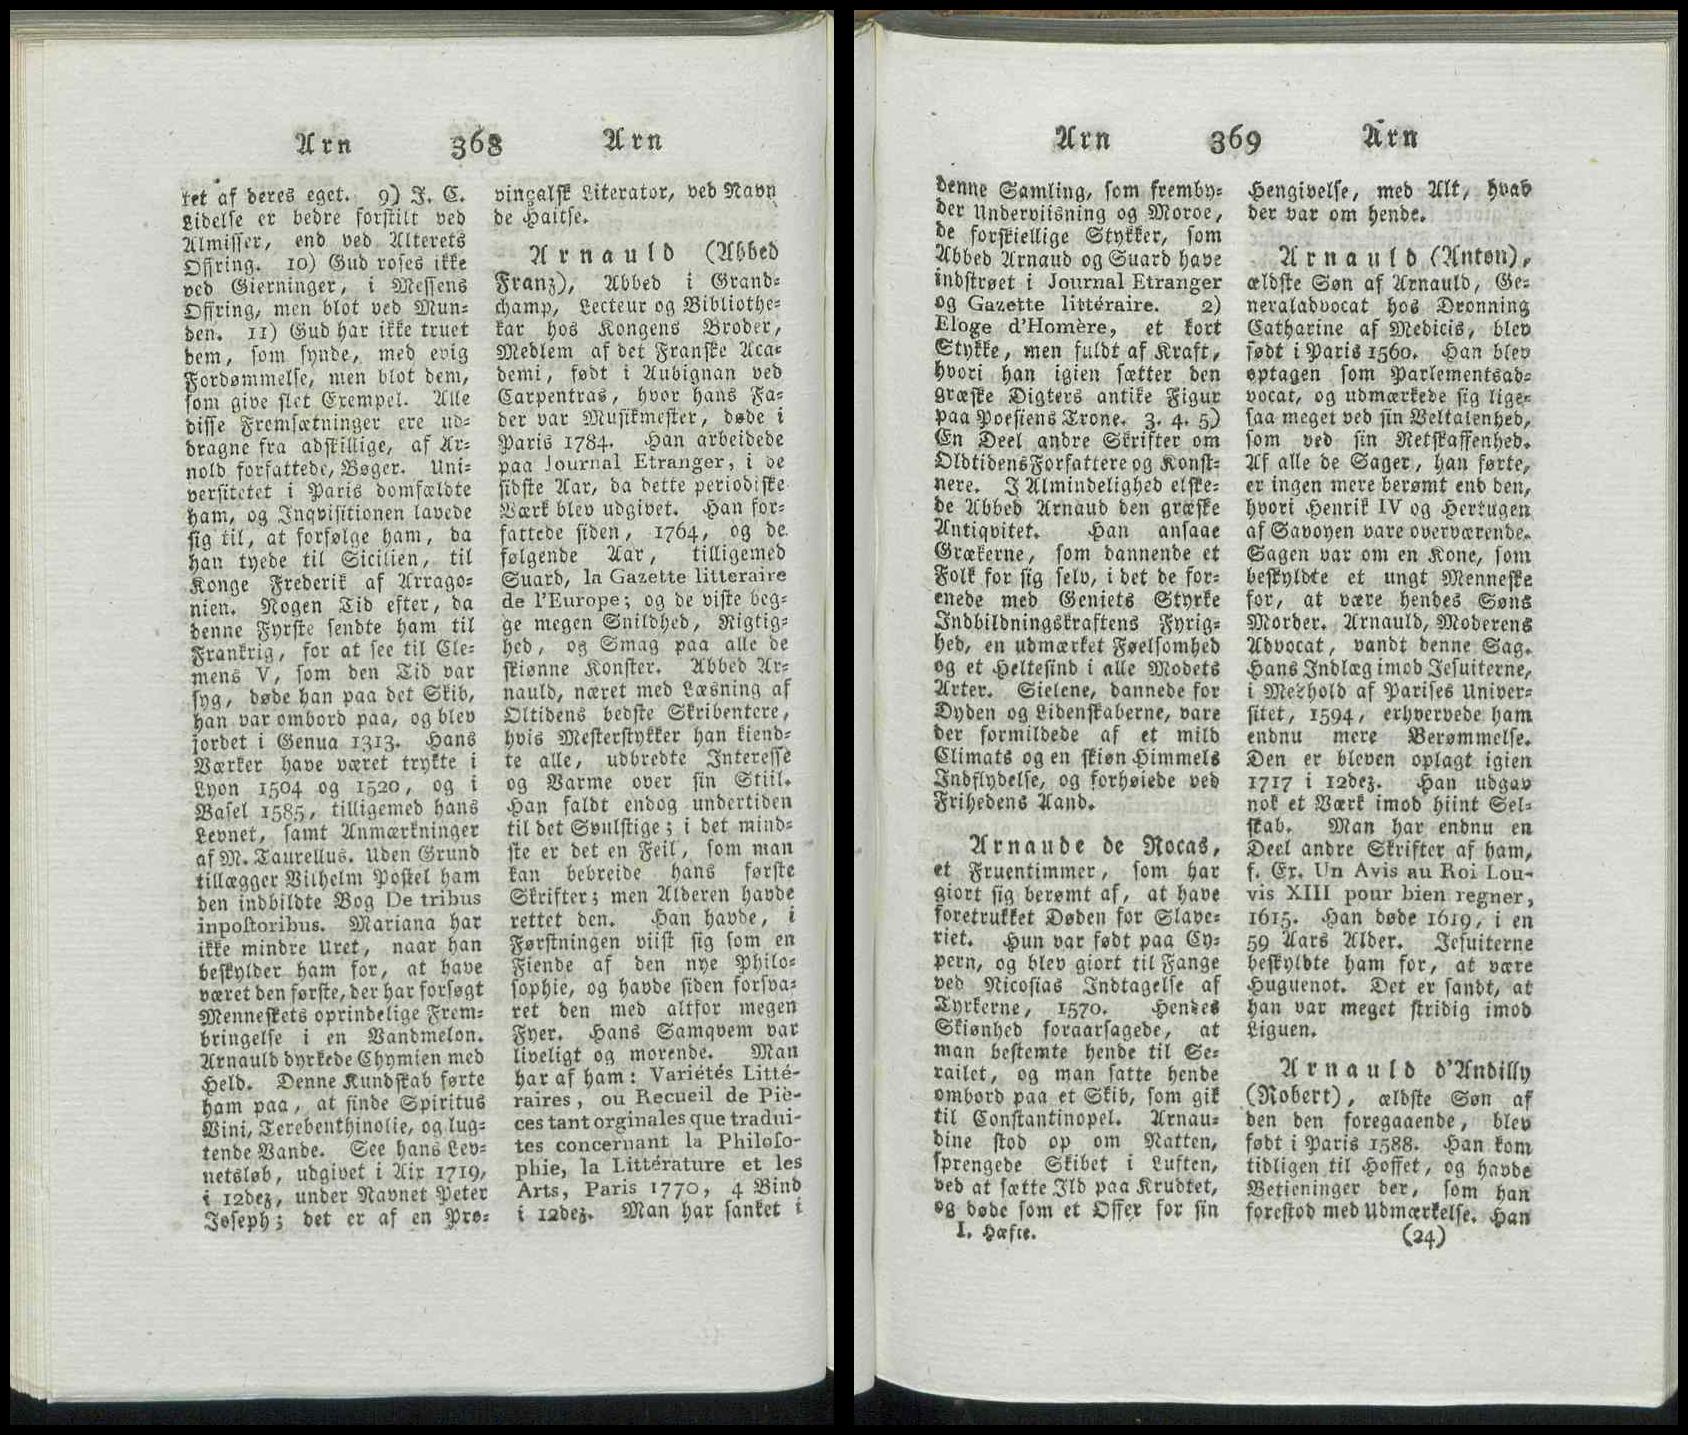 Arn 368 Arn
tet af deres eget. 9) J. C.
Lidelse er bedre forstilt ved
Almisser, end ved Alterets
Offring. 10) Gud roses ikke
ved Gierninger, i Messens
Offring, men blot ved Mun-
den. 11) Gud har ikke truet
dem, som synde, med evig
Fordømmelse, men blot dem,
som give slet Exempel. Alle
disse Fremsætninger ere ud-
dragne fra adskillige, af Ar-
nold forfattede, Bøger. Uni-
versitetet i Paris domfældte
ham, og Inqvisitionen lavede
sig til, at forfølge ham, da
han tyede til Sicilien, til
Konge Frederik af Arrago-
nien. Nogen Tid efter, da
denne Fyrste sendte ham til
Frankrig, for at see til Cle-
mens V, som den Tid var
syg, døde han paa det Skib,
han var ombord paa, og blev
jordet i Genua 1313. Hans
Værker have været trykte i
Lyon 1504 og 1520, og i
Basel 1585, tilligemed hans
Levnet, samt Anmærkninger
af M. Taurellus. Uden Grund
tillægger Vilhelm Postel ham
den indbildte Bog De tribus
inpostoribus. Mariana har
ikke mindre Uret, naar han
beskylder ham for, at have
været den første, der har forsøgt
Menneskets oprindelige Frem-
bringelse i en Vandmelon.
Arnauld dyrkede Chymien med
Held. Denne Kundskab førte
ham paa, at finde Spiritus
Vini, Terebenthinolie, og lug-
tende Vande. See hans Lev-
netsløb, udgivet i Aix 1719,
i 12dez, under Navnet Peter
Joseph; det er af en Pro-
vinçalsk Literator, ved Navn
de Haitse.
Arnauld (Abbed
Franz), Abbed i Grand-
champ, Lecteur og Bibliothe-
kar hos Kongens Broder,
Medlem af det Franske Aca-
demi, født i Aubignan ved
Carpentras, hvor hans Fa-
der var Musikmester, døde i
Paris 1784. Han arbeidede
paa Journal Etranger, i de
sidste Aar, da dette periodiske
Værk blev udgivet. Han for-
fattede siden, 1764, og de
følgende Aar, tilligemed
Suard, la Gazette litteraire
de l'Europe; og de viste beg-
ge megen Snildhed, Rigtig-
hed, og Smag paa alle de
skiønne Konster. Abbed Ar-
nauld, næret med Læsning af
Oltidens bedste Skribentere,
hvis Mesterstykker han kiend-
te alle, udbredte Interesse
og Varme over sin Stiil.
Han faldt endog undertiden
til det Svulstige; i det mind-
ste er det en Feil, som man
kan bebreide hans første
Skrifter; men Alderen havde
rettet den. Han havde, i
Førstningen viist sig som en
Fiende af den nye Philo-
sophie, og havde siden forsva-
ret den med altfor megen
Fyer. Hans Samqvem var
liveligt og morende. Man
har af ham: Variétés Litté-
raires, ou Recueil de Piè-
ces tant orginales que tradui-
tes concernant la Philoso-
phie, la Littérature et les
Arts, Paris 1770, 4 Bind
i 12dez. Man har sanket i
Arn 369 Arn
denne Samling, som fremby-
der Underviisning og Moroe,
de forskiellige Stykker, som
Abbed Arnaud og Suard have
indstrøet i Journal Etranger
og Gazette littéraire. 2)
Eloge d'Homère, et kort
Stykke, men fuldt af Kraft,
hvori han igien sætter den
græske Digters antike Figur
paa Poesiens Trone. 3. 4. 5)
En Deel andre Skrifter om
Oldtidens Forfattere og Konst-
nere. I Almindelighed elske-
de Abbed Arnaud den græske
Antiqvitet. Han ansaae
Grækerne, som dannende et
Folk for sig selv, i det de for-
enede med Geniets Styrke
Indbildningskraftens Fyrig-
hed, en udmærket Føelsomhed
og et Heltesind i alle Modets
Arter. Sielene, dannede for
Dyden og Lidenskaberne, vare
der formildede af et mild
Climats og en skiøn Himmels
Indflydelse, og forhøiede ved
Frihedens Aand.
Arnaude de Rocas,
et Fruentimmer, som har
giort sig berømt af, at have
foretrukket Døden for Slave-
riet. Hun var født paa Cy-
pern, og blev giort til Fange
ved Nicosias Indtagelse af
Tyrkerne, 1570. Hendes
Skiønhed foraarsagede, at
man bestemte hende til Se-
railet, og man satte hende
ombord paa et Skib, som gik
til Constantinopel. Arnau-
dine stod op om Natten,
sprengede Skibet i Luften,
ved at sætte Ild paa Krudtet,
og døde som et Offer for sin
I. Hæfte.
Hengivelse, med Alt, hvad
der var om hende.
Arnauld (Anton),
ældste Søn af Arnauld, Ge-
neraladvocat hos Dronning
Catharine af Medicis, blev
født i Paris 1560. Han blev
optagen som Parlementsad-
vocat, og udmærkede sig lige-
saa meget ved sin Veltalenhed,
som ved sin Retskaffenhed.
Af alle de Sager, han førte,
er ingen mere berømt end den,
hvori Henrik IV og Hertugen
af Savoyen vare overværende.
Sagen var om en Kone, som
beskyldte et ungt Menneske
for, at være hendes Søns
Morder. Arnauld, Moderens
Advocat, vandt denne Sag.
Hans Indlæg imod Jesuiterne,
i Medhold af Parises Univer-
sitet, 1594, erhvervede ham
endnu mere Berømmelse.
Den er bleven oplagt igien
1717 i 12dez. Han udgav
nok et Værk imod hiint Sel-
skab. Man har endnu en
Deel andre Skrifter af ham,
f. Ex. Un Avis au Roi Lou-
vis XIII pour bien regner,
1615. Han døde 1619, i en
59 Aars Alder. Jesuiterne
beskyldte ham for, at være
Huguenot. Det er sandt, at
han var meget stridig imod
Liguen.
Arnauld d'Andilly
(Robert), ældste Søn af
den den foregaaende, blev
født i Paris 1588. Han kom
tidligen til Hoffet, og havde
Betieninger der, som han
forestod med Udmærkelse. Han
(24)